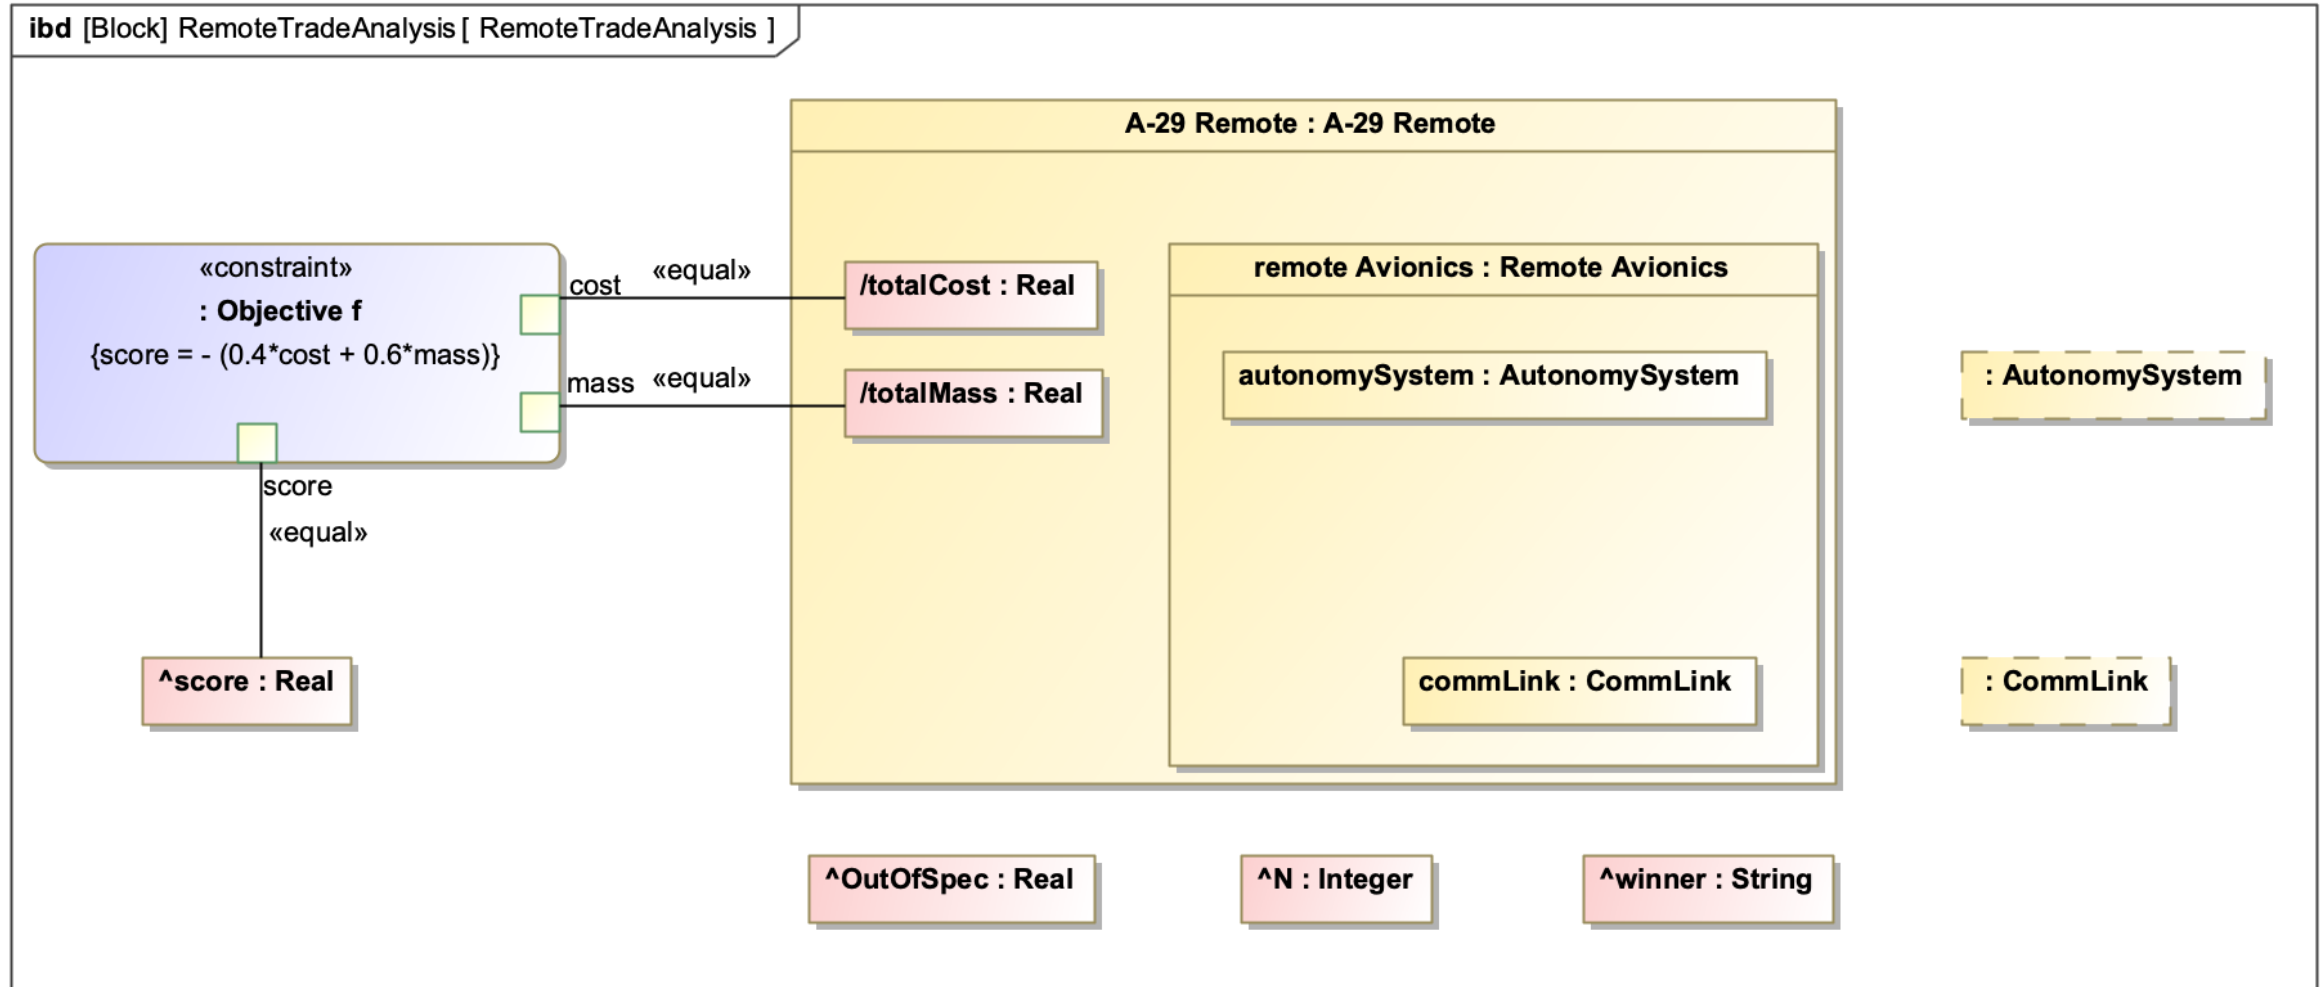 ibd [Block] RemoteTradeAnalysis [ RemoteTradeAnalysis ]
A-29 Remote : A-29 Remote
«constraint»
: Objective f
{score = - (0.4*cost + 0.6*mass)}
cost
«equal»
mass
«equal»
score
«equal»
^score : Real
/totalCost : Real
/totalMass : Real
remote Avionics : Remote Avionics
autonomySystem : AutonomySystem
commLink : CommLink
: AutonomySystem
: CommLink
^OutOfSpec : Real
^N : Integer
^winner : String